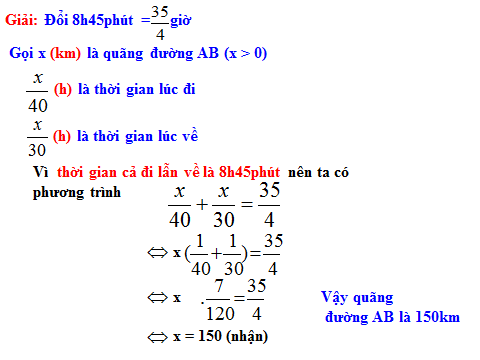 Giải: Đổi 8h45phút = 35/4 giờ
Gọi x (km) là quãng đường AB (x > 0)
x/40 (h) là thời gian lúc đi
x/30 (h) là thời gian lúc về
Vì thời gian cả đi lẫn về là 8h45phút nên ta có
phương trình
x/40 + x/30 = 35/4
⇔ x(1/40 + 1/30) = 35/4
⇔ x . 7/120 = 35/4
⇔ x = 150 (nhận)
Vậy quãng
đường AB là 150km